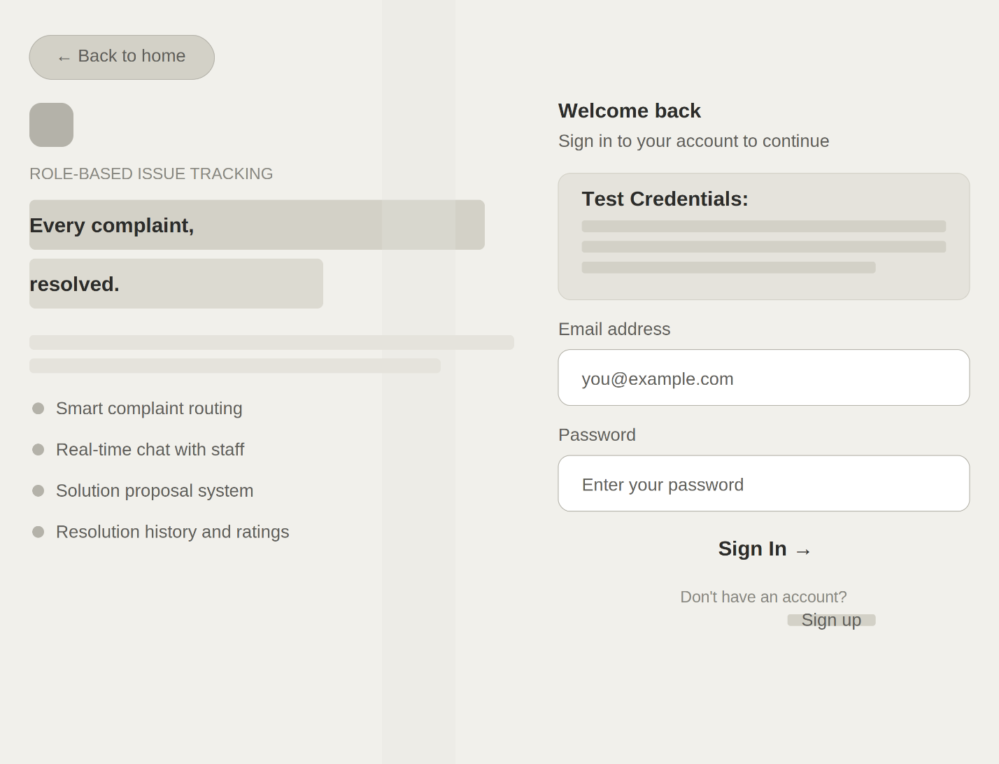 ← Back to home
ROLE-BASED ISSUE TRACKING
Every complaint,
resolved.
Smart complaint routing
Real-time chat with staff
Solution proposal system
Resolution history and ratings
Welcome back
Sign in to your account to continue
Test Credentials:
Email address
you@example.com
Password
Enter your password
Sign In →
Don't have an account?
Sign up